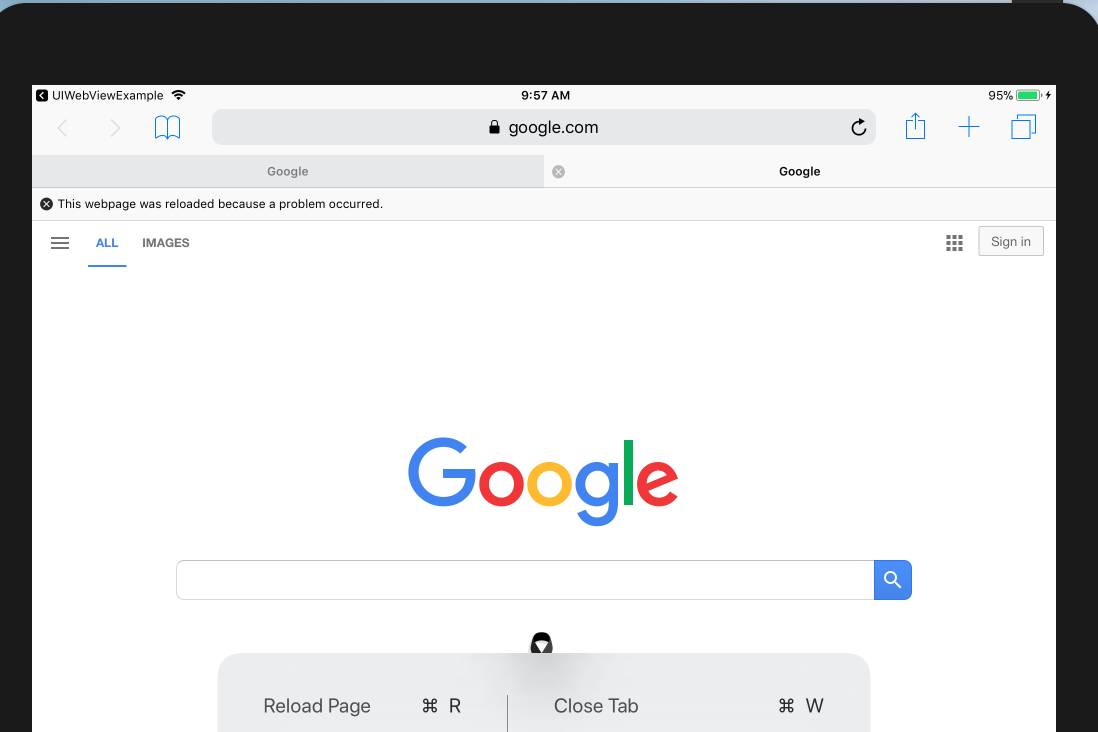 UIWebViewExample 9:57 AM 95%
google.com
Google Google
This webpage was reloaded because a problem occurred.
ALL IMAGES Sign in
Google
Reload Page ⌘ R Close Tab ⌘ W